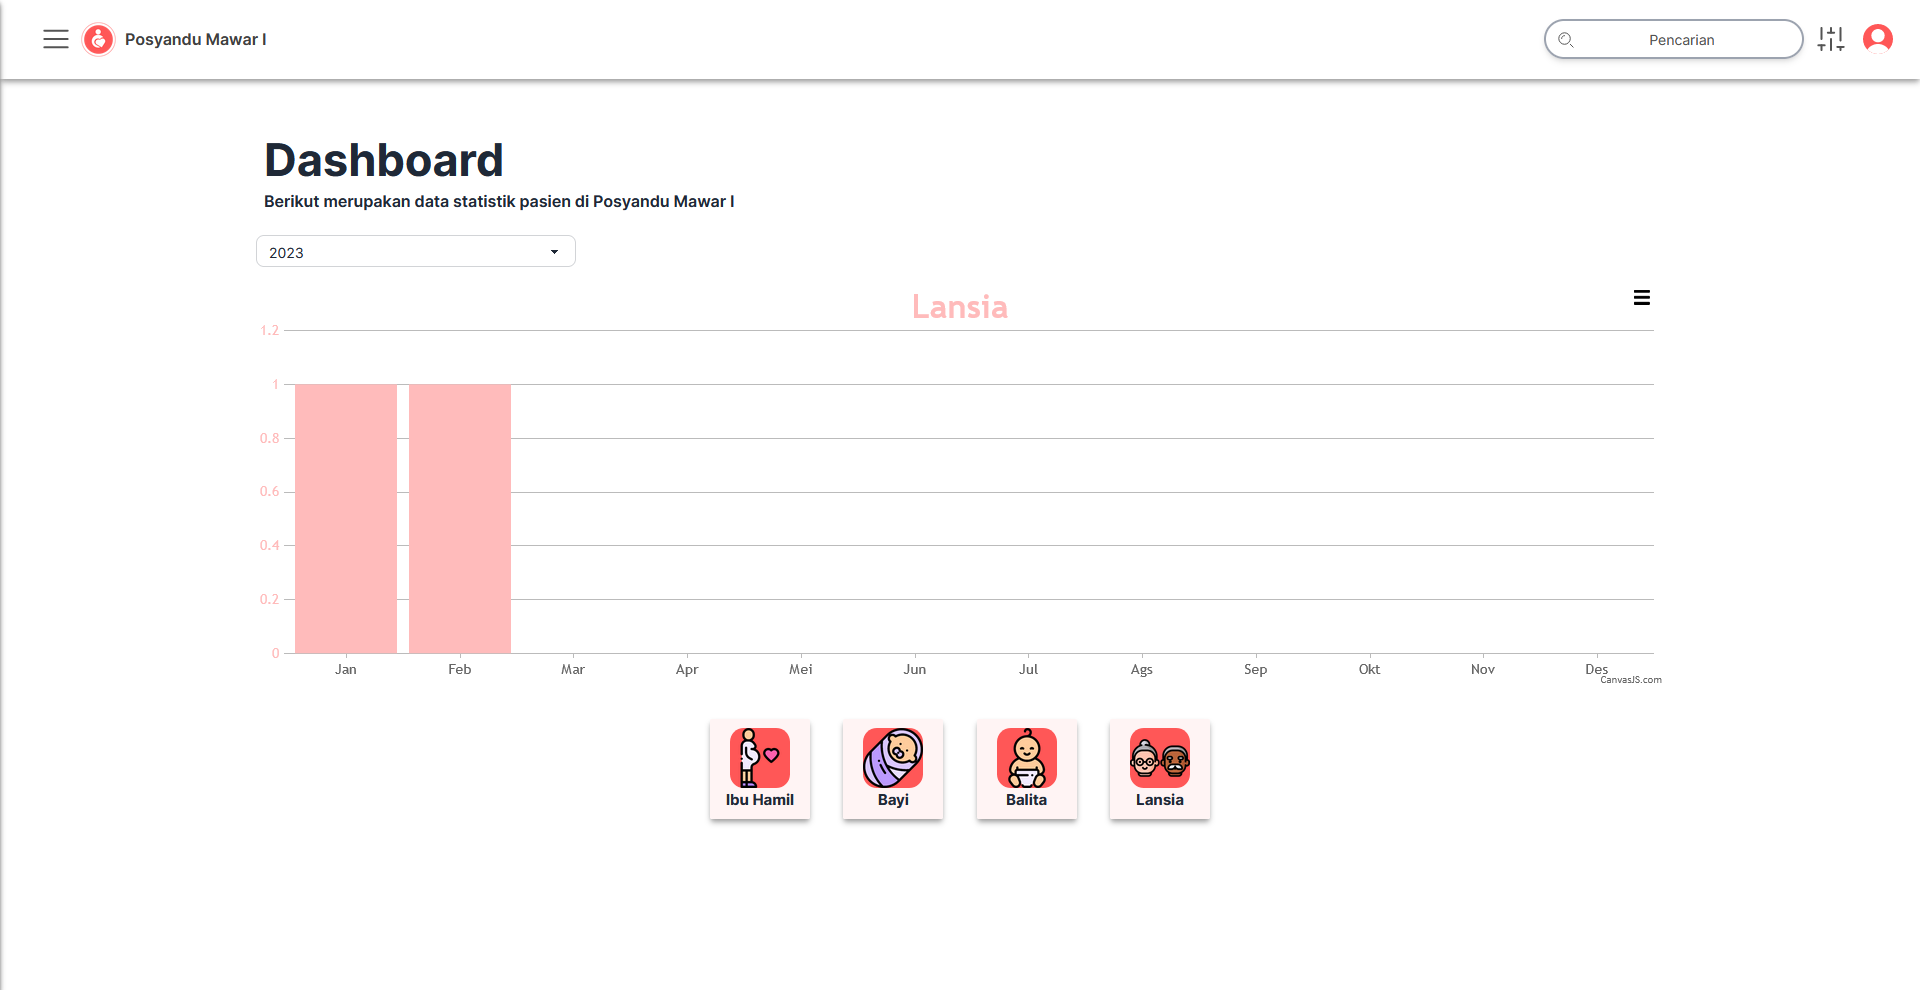 Posyandu Mawar I
Pencarian
Dashboard
Berikut merupakan data statistik pasien di Posyandu Mawar I
2023
Lansia
1.2
1
0.8
0.6
0.4
0.2
0
Jan Feb Mar Apr Mei Jun Jul Ags Sep Okt Nov Des
CanvasJS.com
Ibu Hamil Bayi Balita Lansia